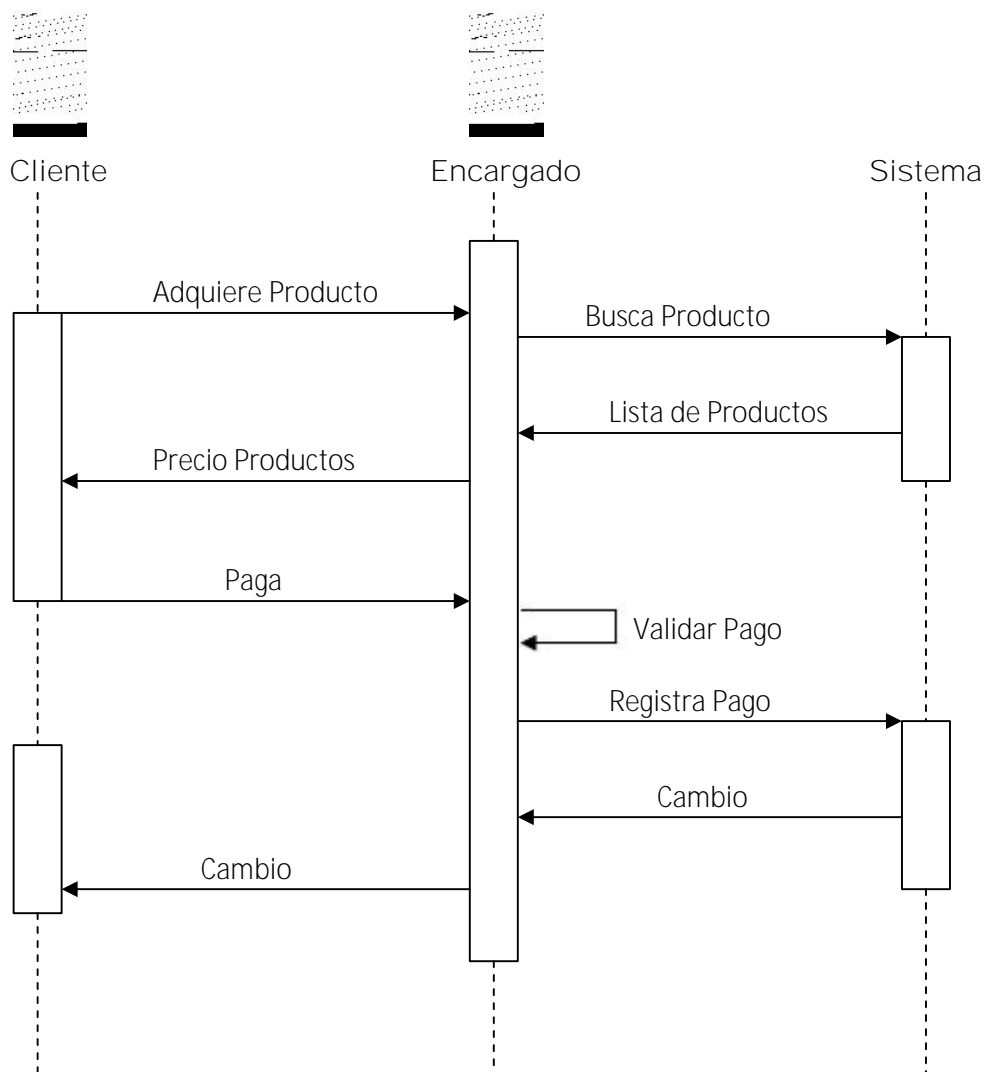 Cliente
Encargado
Sistema
Adquiere Producto
Busca Producto
Lista de Productos
Precio Productos
Paga
Validar Pago
Registra Pago
Cambio
Cambio